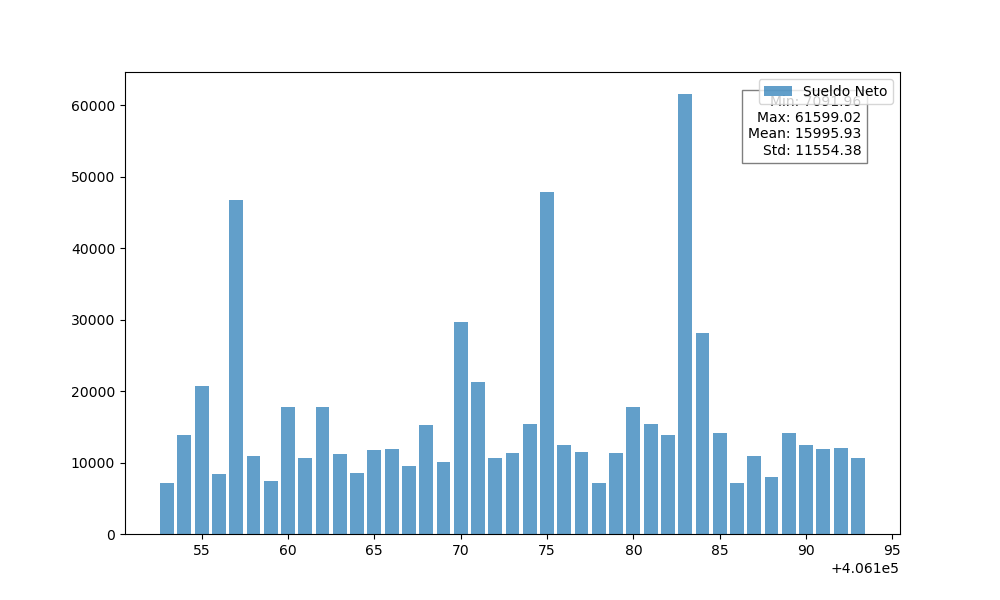 60000
50000
40000
30000
20000
10000
0
Sueldo Neto
Min: 7091.96
Max: 61599.02
Mean: 15995.93
Std: 11554.38
55 60 65 70 75 80 85 90 95
+4.061e5